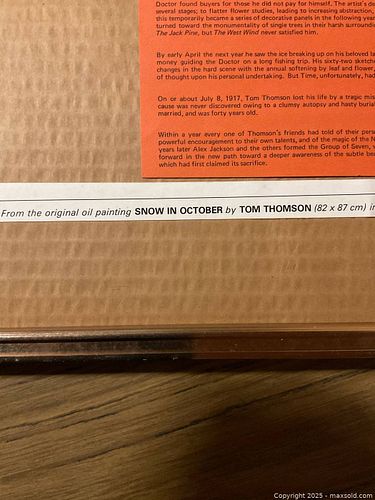 Doctor found buyers for those he did not pay for himself. The artist's
several stages; to flatter flower studies, leading to increasing abstraction,
this temporarily became a series of decorative panels in the following year
turned toward the monumentality of single trees in their harsh
The Jack Pine, but The West Wind never satisfied him.
By early April the next year he saw the ice breaking up on his beloved
money guiding the Doctor on a long fishing trip. His sixty-two
changes in the hard scene with the annual softening by leaf and flower,
of thought upon his personal undertaking. But Time, unfortunately, had
On or about July 8, 1917, Tom Thomson lost his life by a tragic
cause was never discovered owing to a clumsy autopsy and hasty
married, and was forty years old.
Within a year every one of Thomson's friends had told of their
powerful encouragement to their own talents, and of the magic of the
years later Alex Jackson and the others formed the Group of Seven,
forward in the new path toward a deeper awareness of the subtle
which had first claimed its sacrifice.
From the original oil painting SNOW IN OCTOBER by TOM THOMSON (82 x 87 cm)
Copyright 2025 - maxsold.com